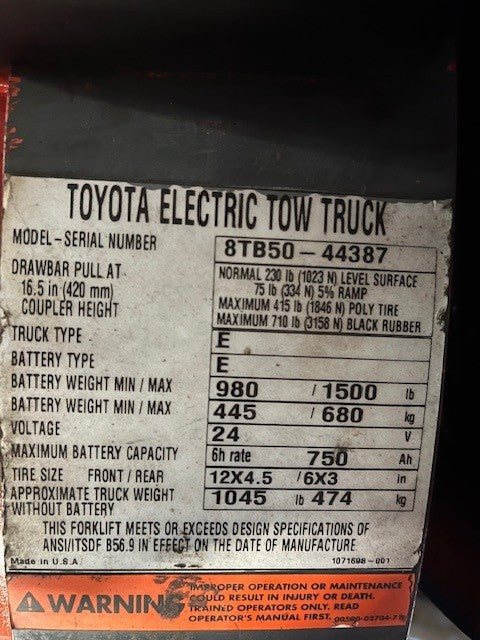 TOYOTA ELECTRIC TOW TRUCK
MODEL-SERIAL NUMBER 8TB50-44387
DRAWBAR PULL AT NORMAL 230 lb (1023 N) LEVEL SURFACE
16.5 in (420 mm) 75 lb (334 N) 5% RAMP
COUPLER HEIGHT MAXIMUM 415 lb (1846 N) POLY TIRE
MAXIMUM 710 lb (3158 N) BLACK RUBBER
TRUCK TYPE E
BATTERY TYPE E
BATTERY WEIGHT MIN / MAX 980 / 1500 lb
BATTERY WEIGHT MIN / MAX 445 / 680 kg
VOLTAGE 24 V
MAXIMUM BATTERY CAPACITY 6h rate 750 Ah
TIRE SIZE FRONT / REAR 12X4.5 / 6X3 in
APPROXIMATE TRUCK WEIGHT 1045 lb 474 kg
WITHOUT BATTERY
THIS FORKLIFT MEETS OR EXCEEDS DESIGN SPECIFICATIONS OF
ANSI/ITSDF B56.9 IN EFFECT ON THE DATE OF MANUFACTURE
Made in U.S.A 1071598-001
WARNING
IMPROPER OPERATION OR MAINTENANCE
COULD RESULT IN INJURY OR DEATH.
TRAINED OPERATORS ONLY. READ
OPERATOR'S MANUAL FIRST.